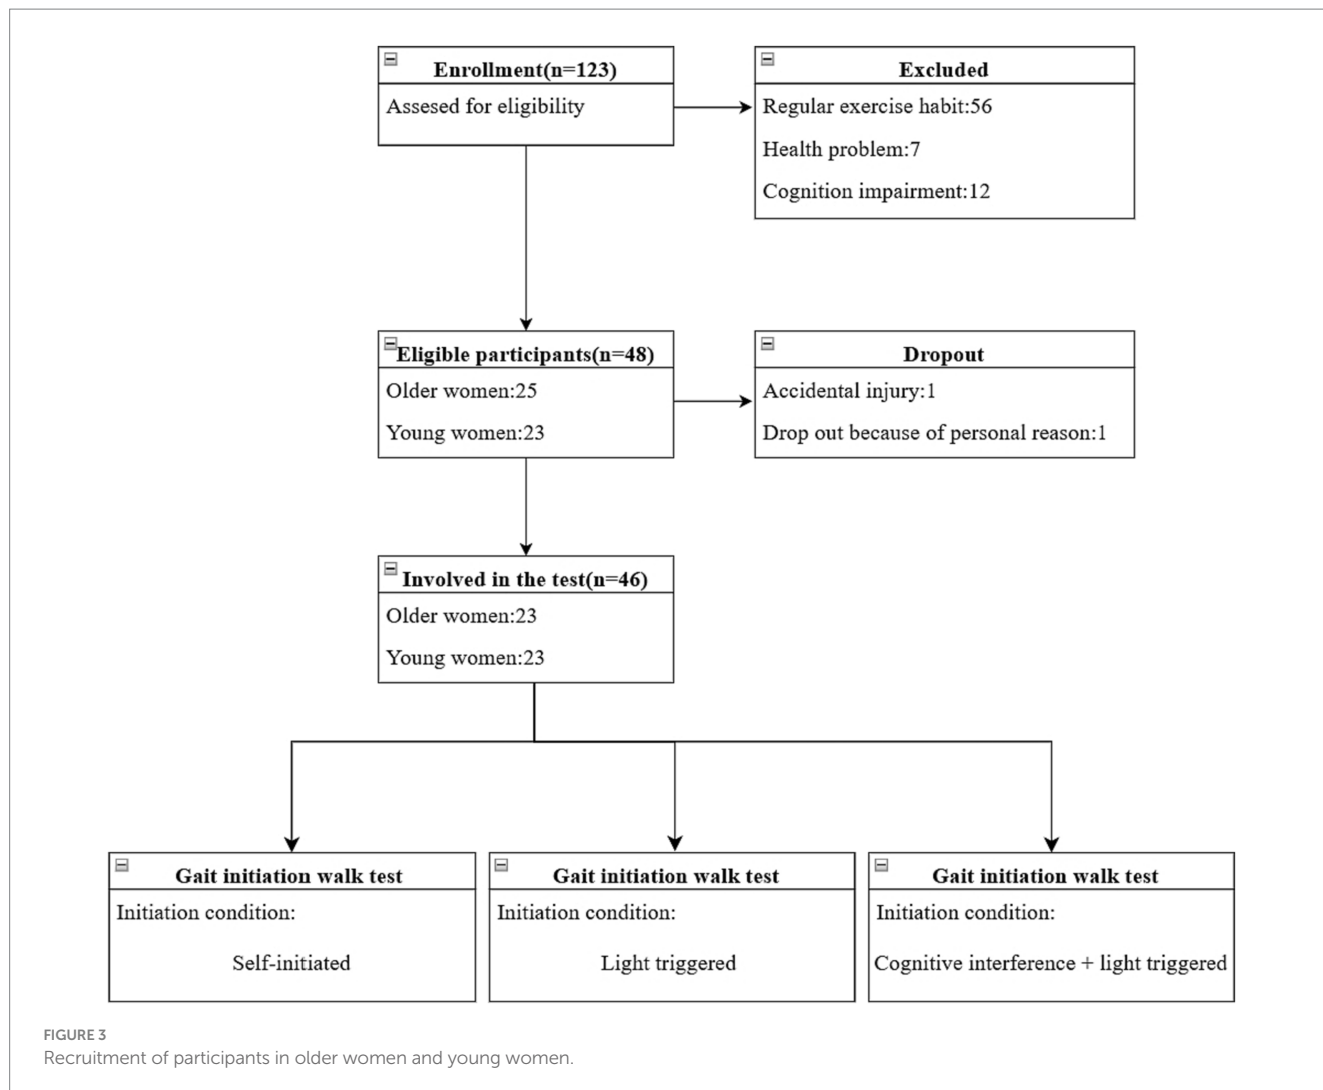 Enrollment(n=123)
Assesed for eligibility
Excluded
Regular exercise habit:56
Health problem:7
Cognition impairment:12
Eligible participants(n=48)
Older women:25
Young women:23
Dropout
Accidental injury:1
Drop out because of personal reason:1
Involved in the test(n=46)
Older women:23
Young women:23
Gait initiation walk test
Initiation condition:
Self-initiated
Gait initiation walk test
Initiation condition:
Light triggered
Gait initiation walk test
Initiation condition:
Cognitive interference + light triggered
FIGURE 3
Recruitment of participants in older women and young women.